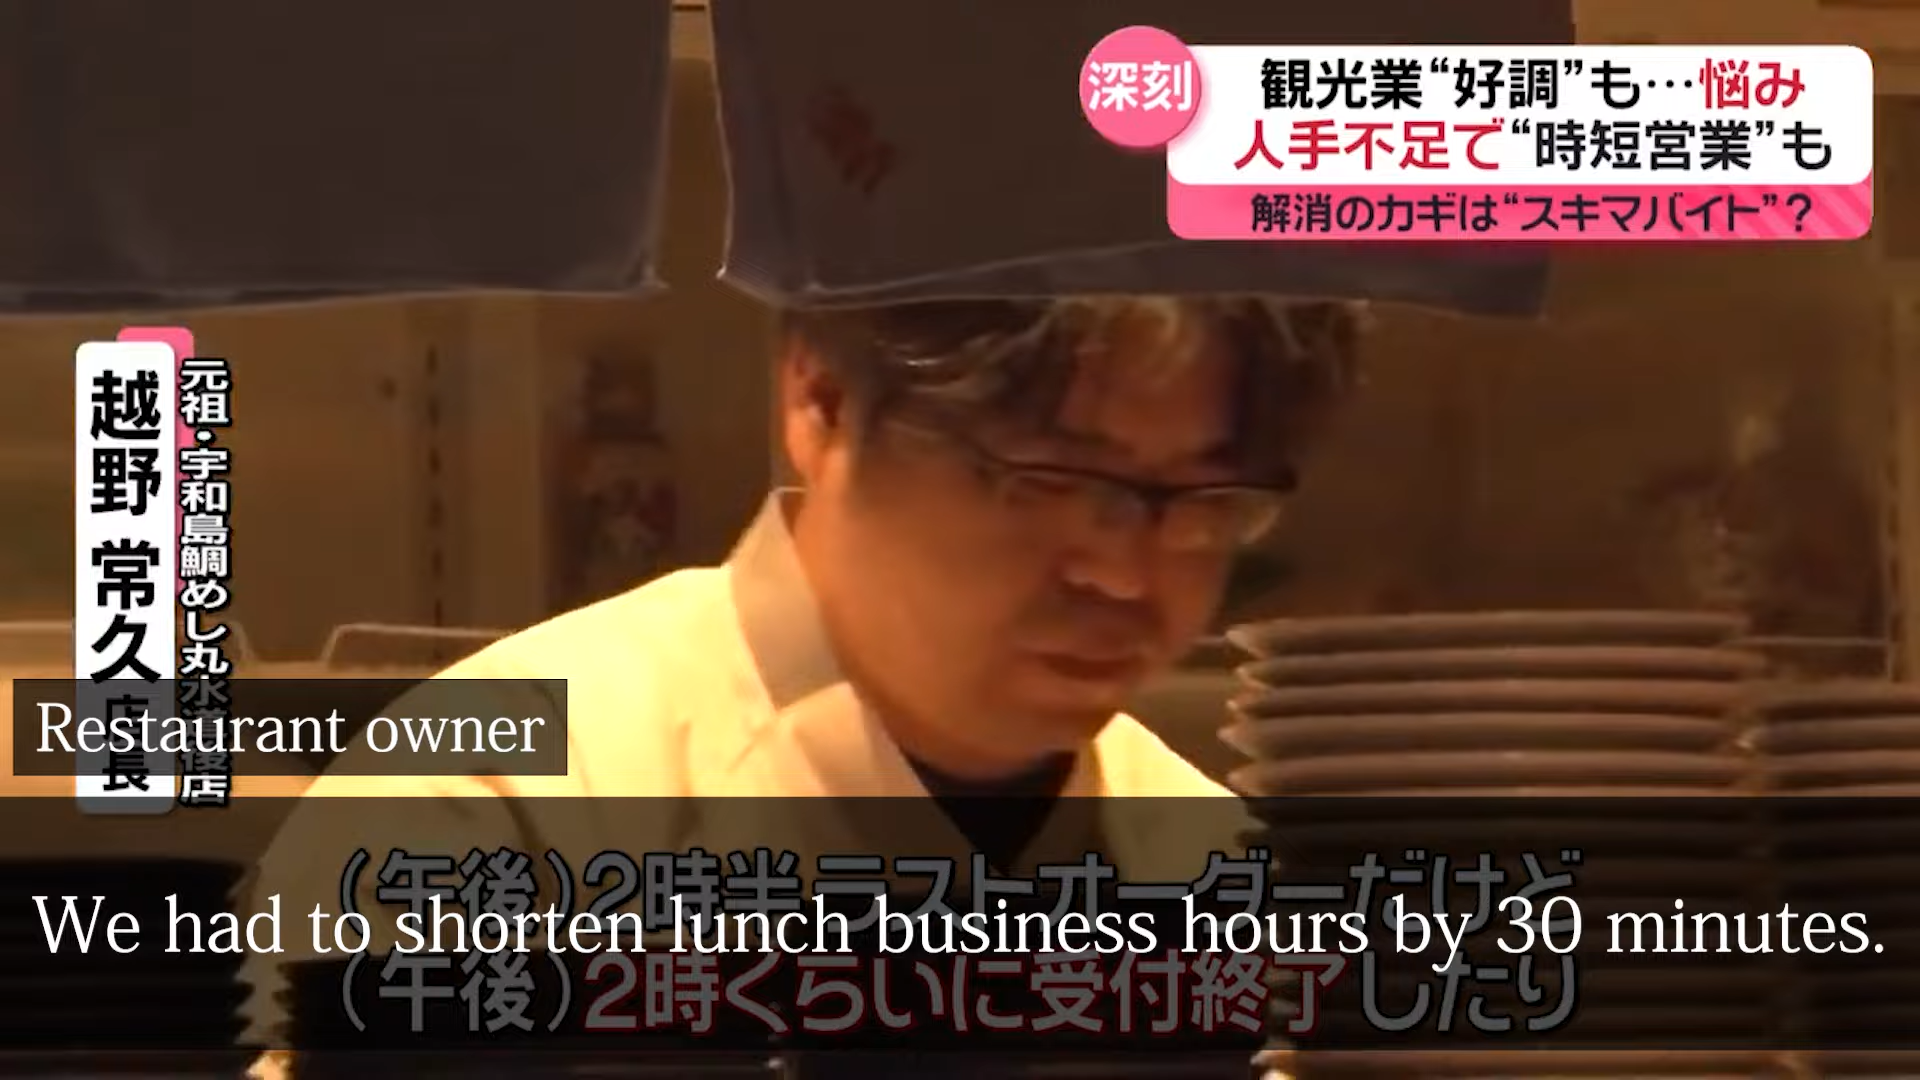 深刻
観光業“好調”も…悩み
人手不足で“時短営業”も
解消のカギは“スキマバイト”?
元祖・宇和島鯛めし丸水道後店
越野 常久店長
Restaurant owner
(午後)2時半ラストオーダーだけど
We had to shorten lunch business hours by 30 minutes.
(午後)2時くらいに受付終了したり